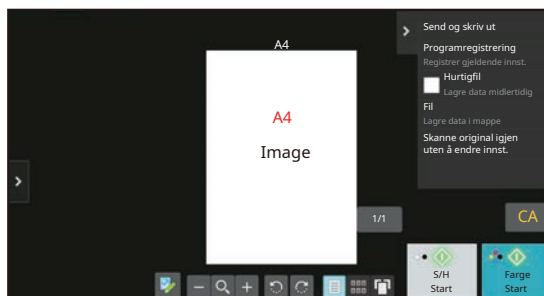 A4
A4
Image
1/1
Send og skriv ut
Programregistrering
Registrer gjeldende innst.
Hurtigfil
Lagre data midlertidig
Fil
Lagre data i mappe
Skanne original igjen
uten å endre innst.
CA
S/H
Start
Farge
Start